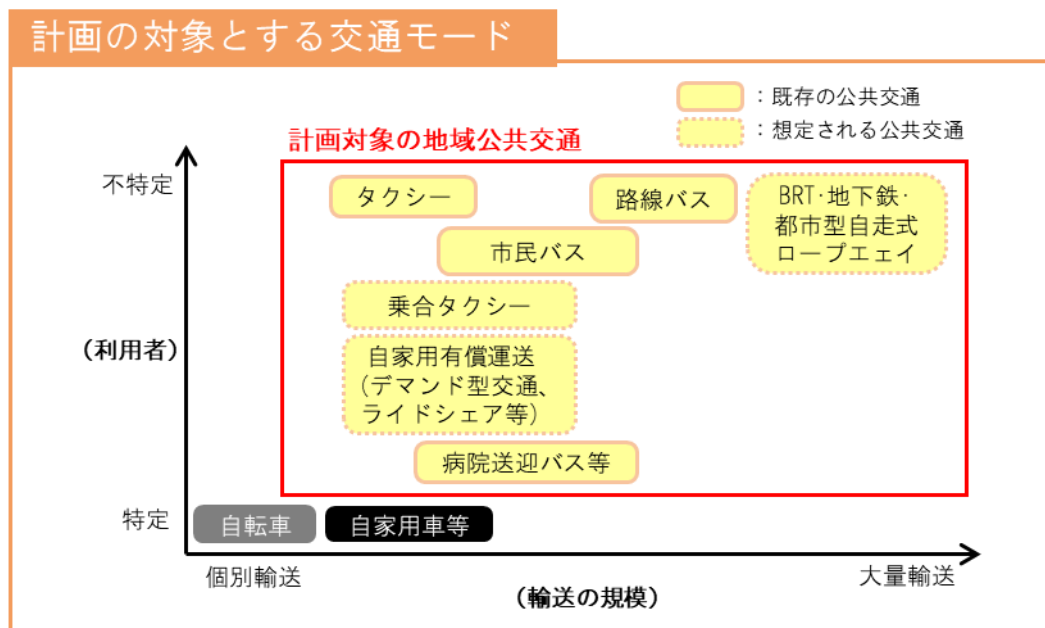 計画の対象とする交通モード
：既存の公共交通
：想定される公共交通
計画対象の地域公共交通
不特定
タクシー
路線バス
BRT･地下鉄･
都市型自走式
ロープエェイ
市民バス
乗合タクシー
（利用者）
自家用有償運送
（デマンド型交通、
ライドシェア等）
病院送迎バス等
特定
自転車
自家用車等
個別輸送
大量輸送
（輸送の規模）